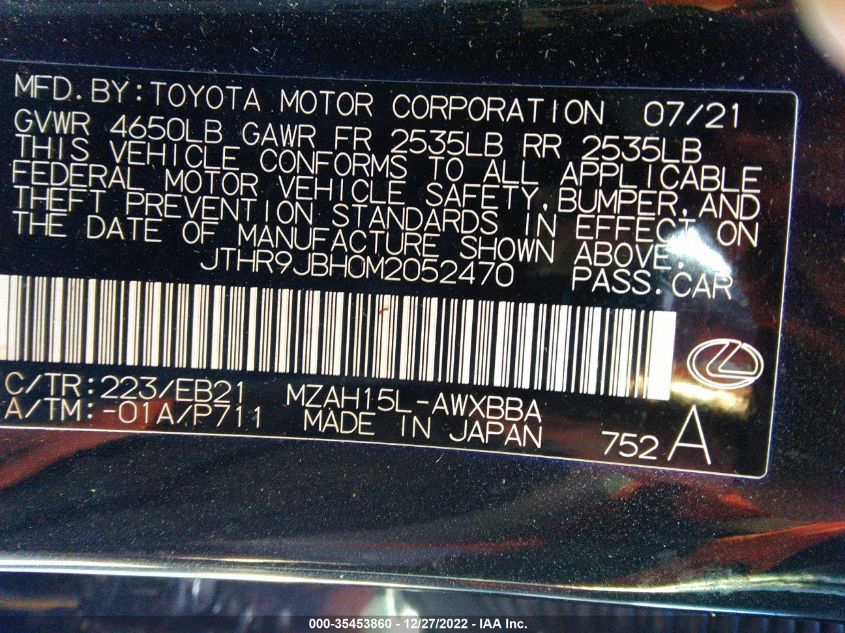 MFD. BY: TOYOTA MOTOR CORPORATION 07/21
GVWR 4650LB GAWR FR 2535LB RR 2535LB
THIS VEHICLE CONFORMS TO ALL APPLICABLE
FEDERAL MOTOR VEHICLE SAFETY, BUMPER, AND
THEFT PREVENTION STANDARDS IN EFFECT ON
THE DATE OF MANUFACTURE SHOWN ABOVE.
JTHR9JBH0M2052470 PASS. CAR
C/TR: 223/EB21 MZAH15L-AWXBBA
A/TM: -01A/P711 MADE IN JAPAN 752 A
000-35453860 - 12/27/2022 - IAA Inc.